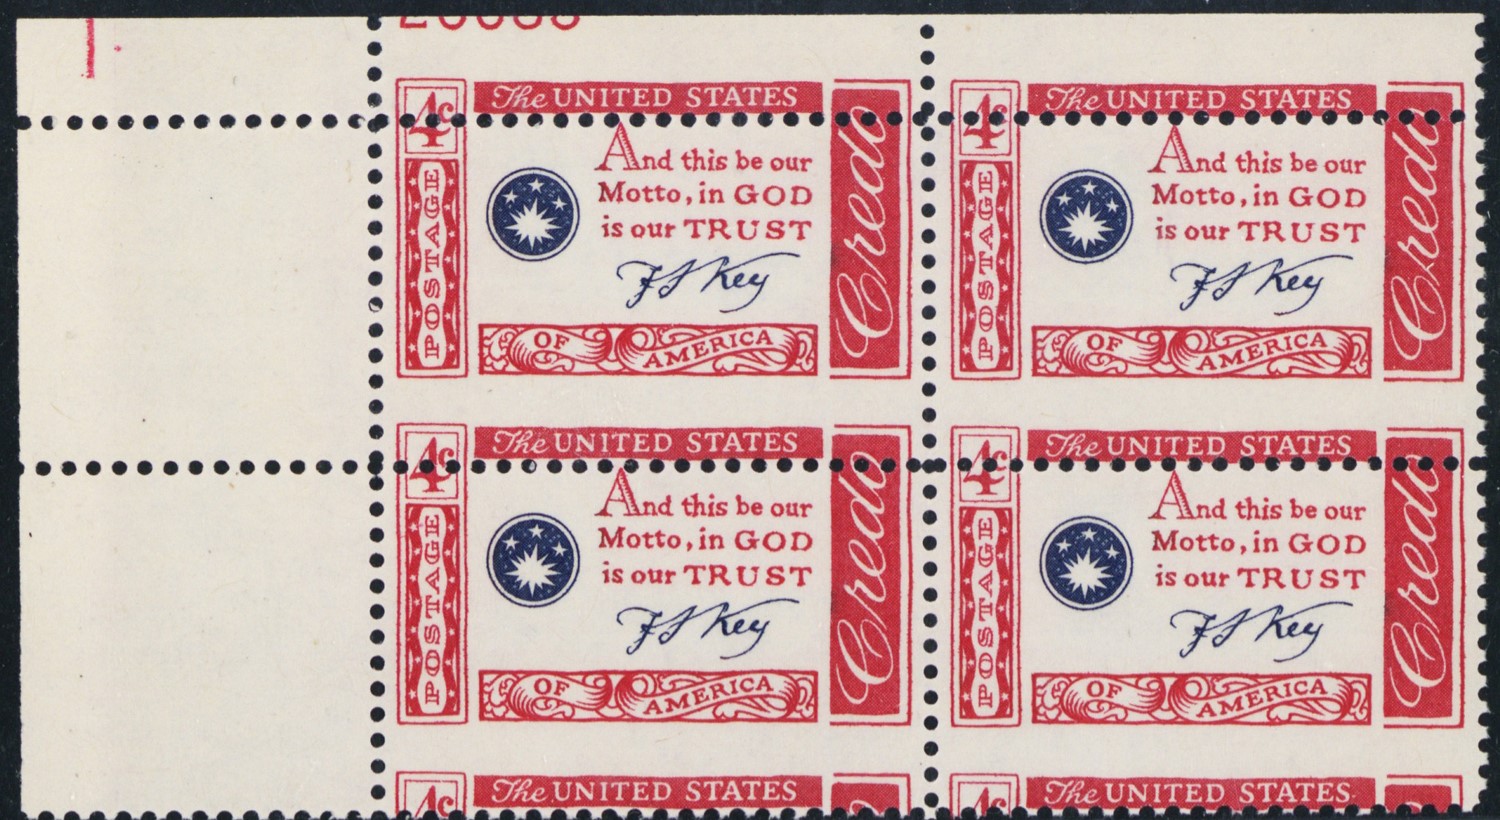 4c The UNITED STATES
POSTAGE
And this be our
Motto, in GOD
is our TRUST
FS Key
OF AMERICA
Credo
4c The UNITED STATES
POSTAGE
And this be our
Motto, in GOD
is our TRUST
FS Key
OF AMERICA
Credo
4c The UNITED STATES
POSTAGE
And this be our
Motto, in GOD
is our TRUST
FS Key
OF AMERICA
Credo
4c The UNITED STATES
POSTAGE
And this be our
Motto, in GOD
is our TRUST
FS Key
OF AMERICA
Credo
4c The UNITED STATES
4c The UNITED STATES